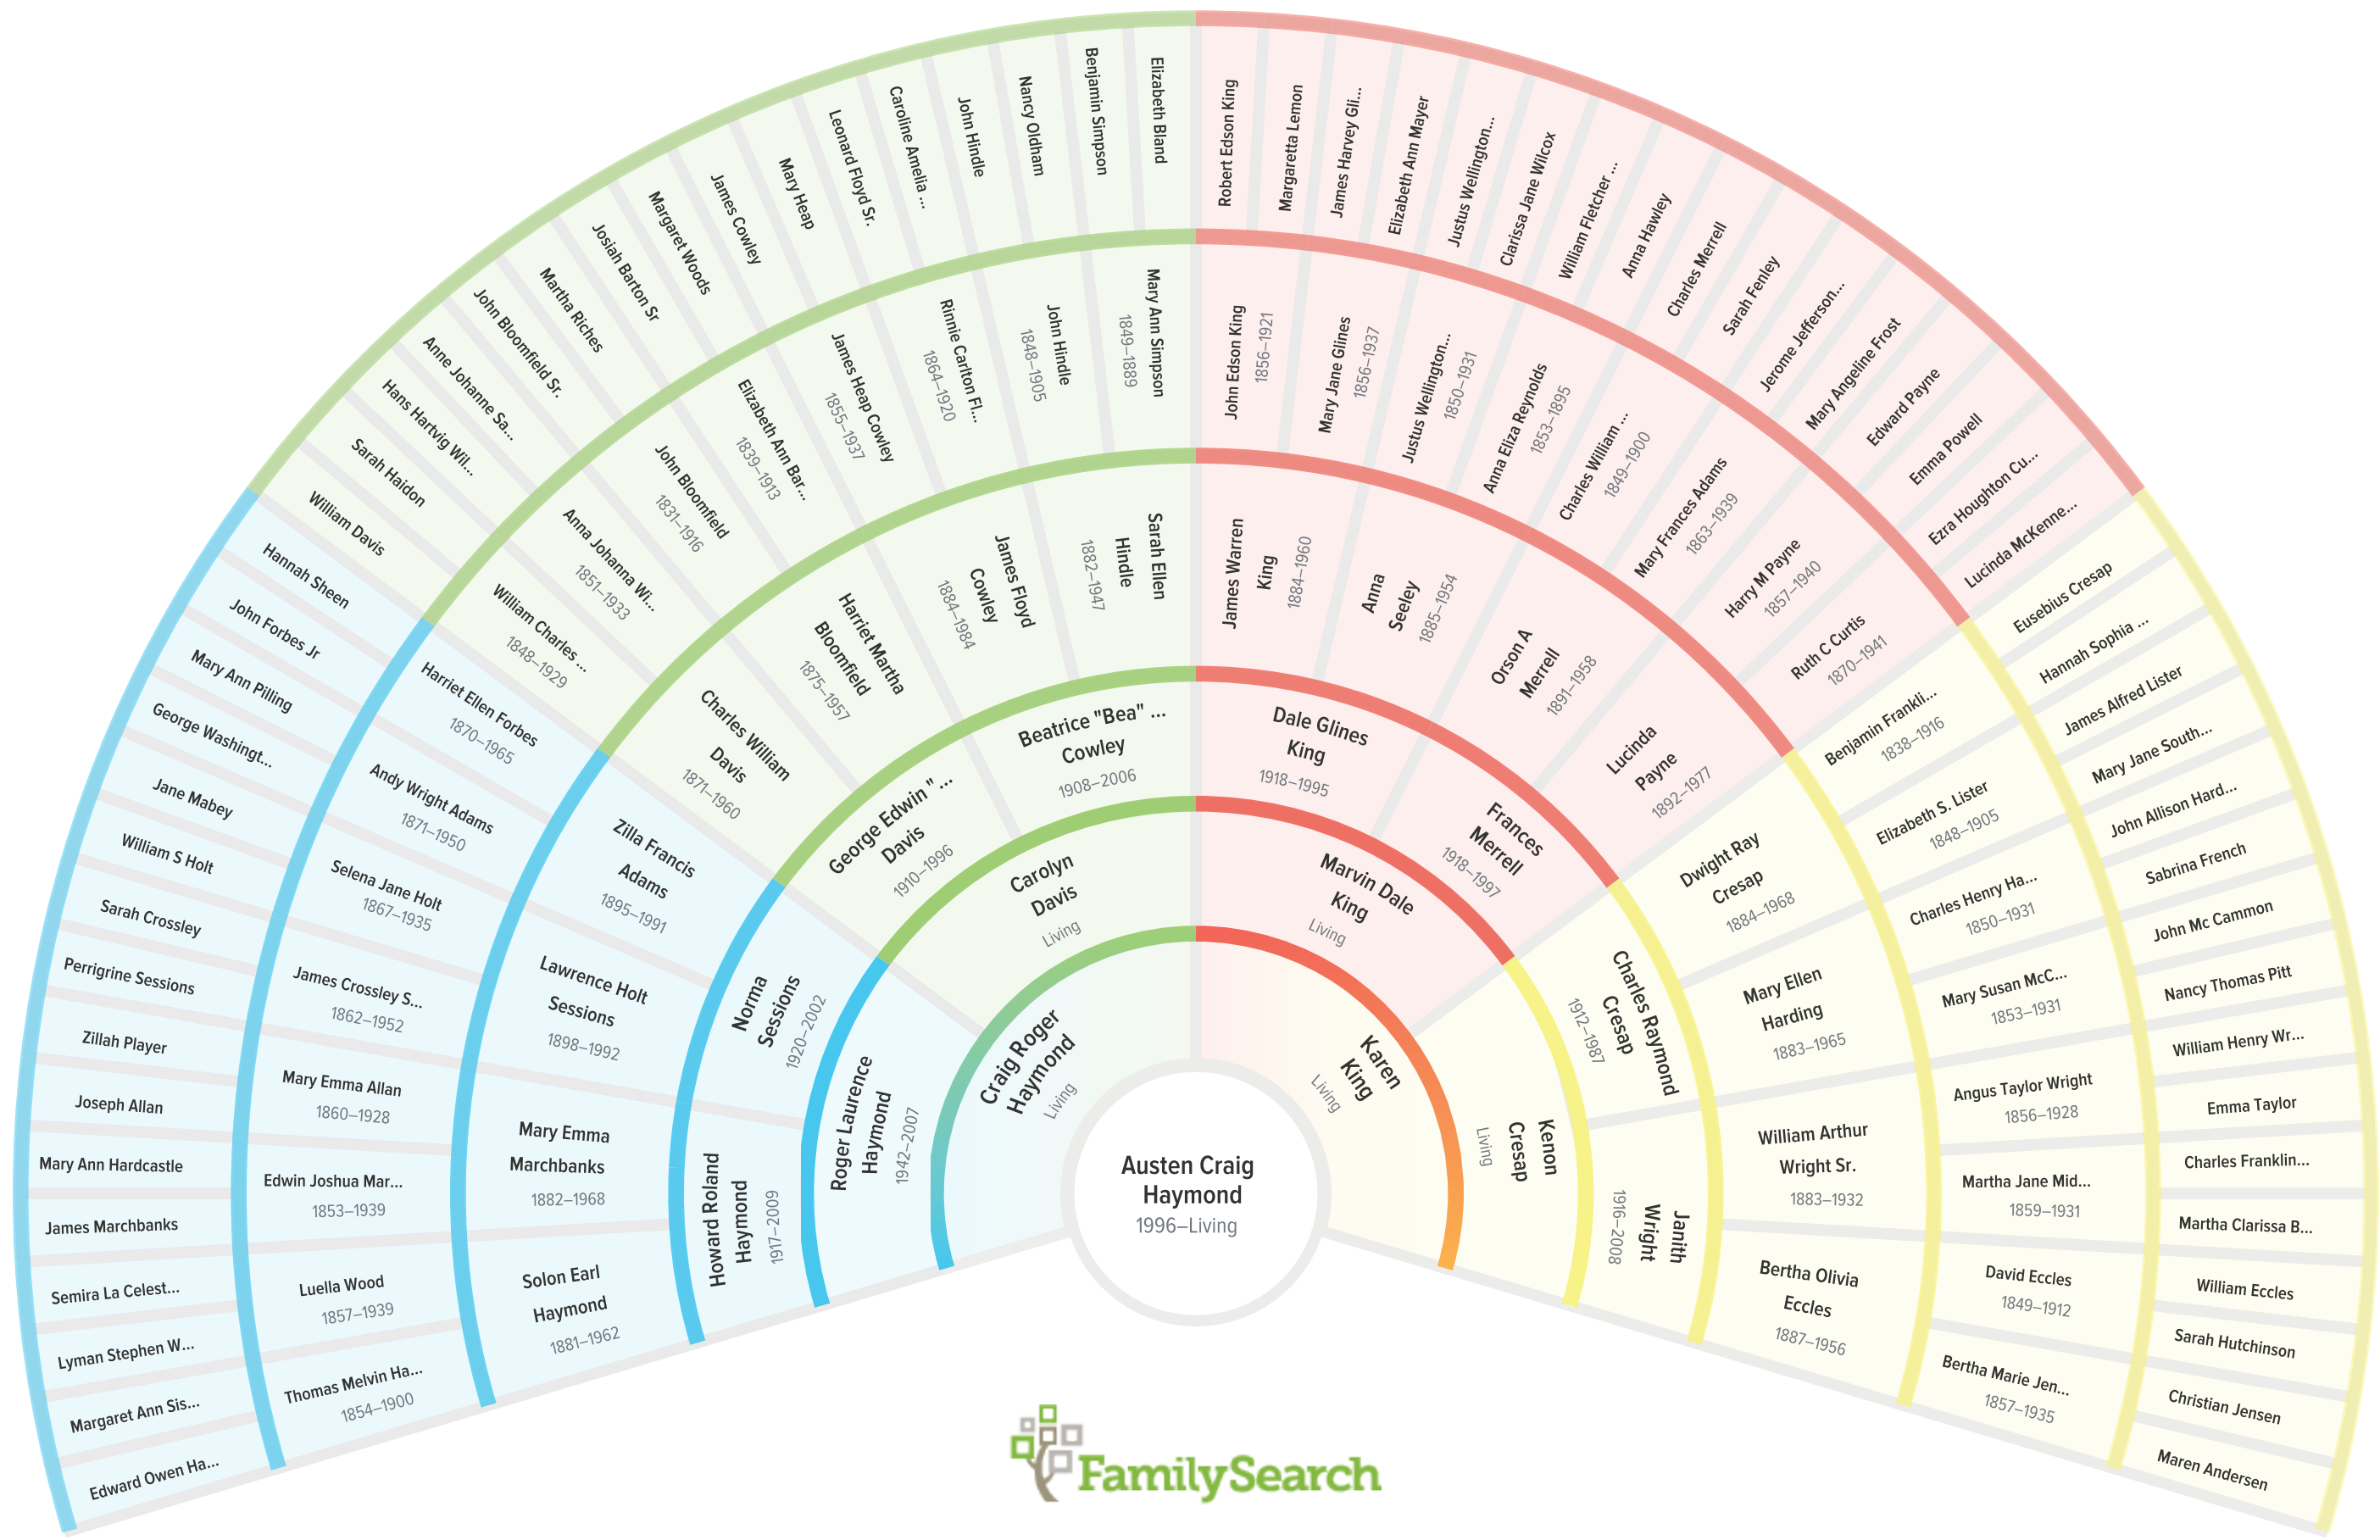 Austen Craig
Haymond
1996–Living
Craig Roger
Haymond
Living
Karen
King
Living
Roger Laurence
Haymond
1942–2007
Carolyn
Davis
Living
Marvin Dale
King
Living
Kenon
Cresap
Living
Howard Roland
Haymond
1917–2009
Norma
Sessions
1920–2002
George Edwin " ...
Davis
1910–1996
Beatrice "Bea" ...
Cowley
1908–2006
Dale Glines
King
1918–1995
Frances
Merrell
1918–1997
Charles Raymond
Cresap
1912–1987
Janith
Wright
1916–2008
Solon Earl
Haymond
1881–1962
Mary Emma
Marchbanks
1882–1968
Lawrence Holt
Sessions
1898–1992
Zilla Francis
Adams
1895–1991
Charles William
Davis
1871–1960
Harriet Martha
Bloomfield
1875–1957
James Floyd
Cowley
1884–1984
Sarah Ellen
Hindle
1882–1947
James Warren
King
1884–1960
Anna
Seeley
1885–1954
Orson A
Merrell
1891–1958
Lucinda
Payne
1892–1977
Dwight Ray
Cresap
1884–1968
Mary Ellen
Harding
1883–1965
William Arthur
Wright Sr.
1883–1932
Bertha Olivia
Eccles
1887–1956
Thomas Melvin Ha...
1854–1900
Luella Wood
1857–1939
Edwin Joshua Mar...
1853–1939
Mary Emma Allan
1860–1928
James Crossley S...
1862–1952
Selena Jane Holt
1867–1935
Andy Wright Adams
1871–1950
Harriet Ellen Forbes
1870–1965
William Charles ...
1848–1929
Anna Johanna Wi...
1851–1933
John Bloomfield
1831–1916
Elizabeth Ann Bar...
1839–1913
James Heap Cowley
1855–1937
Rinnie Carlton Fl...
1864–1920
John Hindle
1848–1905
Mary Ann Simpson
1849–1889
John Edson King
1856–1921
Mary Jane Glines
1856–1937
Justus Wellington...
1850–1931
Anna Eliza Reynolds
1853–1895
Charles William ...
1849–1900
Mary Frances Adams
1863–1939
Harry M Payne
1857–1940
Ruth C Curtis
1870–1941
Benjamin Frankli...
1838–1916
Elizabeth S. Lister
1848–1905
Charles Henry Ha...
1850–1931
Mary Susan McC...
1853–1931
Angus Taylor Wright
1856–1928
Martha Jane Mid...
1859–1931
David Eccles
1849–1912
Bertha Marie Jen...
1857–1935
Edward Owen Ha...
Margaret Ann Sis...
Lyman Stephen W...
Semira La Celest...
James Marchbanks
Mary Ann Hardcastle
Joseph Allan
Zillah Player
Perrigrine Sessions
Sarah Crossley
William S Holt
Jane Mabey
George Washingt...
Mary Ann Pilling
John Forbes Jr
Hannah Sheen
William Davis
Sarah Haidon
Hans Hartvig Wil...
Anne Johanne Sa...
John Bloomfield Sr.
Martha Riches
Josiah Barton Sr
Margaret Woods
James Cowley
Mary Heap
Leonard Floyd Sr.
Caroline Amelia ...
John Hindle
Nancy Oldham
Benjamin Simpson
Elizabeth Bland
Robert Edson King
Margaretta Lemon
James Harvey Gli...
Elizabeth Ann Mayer
Justus Wellington...
Clarissa Jane Wilcox
William Fletcher ...
Anna Hawley
Charles Merrell
Sarah Fenley
Jerome Jefferson...
Mary Angeline Frost
Edward Payne
Emma Powell
Ezra Houghton Cu...
Lucinda McKenne...
Eusebius Cresap
Hannah Sophia ...
James Alfred Lister
Mary Jane South...
John Allison Hard...
Sabrina French
John Mc Cammon
Nancy Thomas Pitt
William Henry Wr...
Emma Taylor
Charles Franklin...
Martha Clarissa B...
William Eccles
Sarah Hutchinson
Christian Jensen
Maren Andersen
FamilySearch